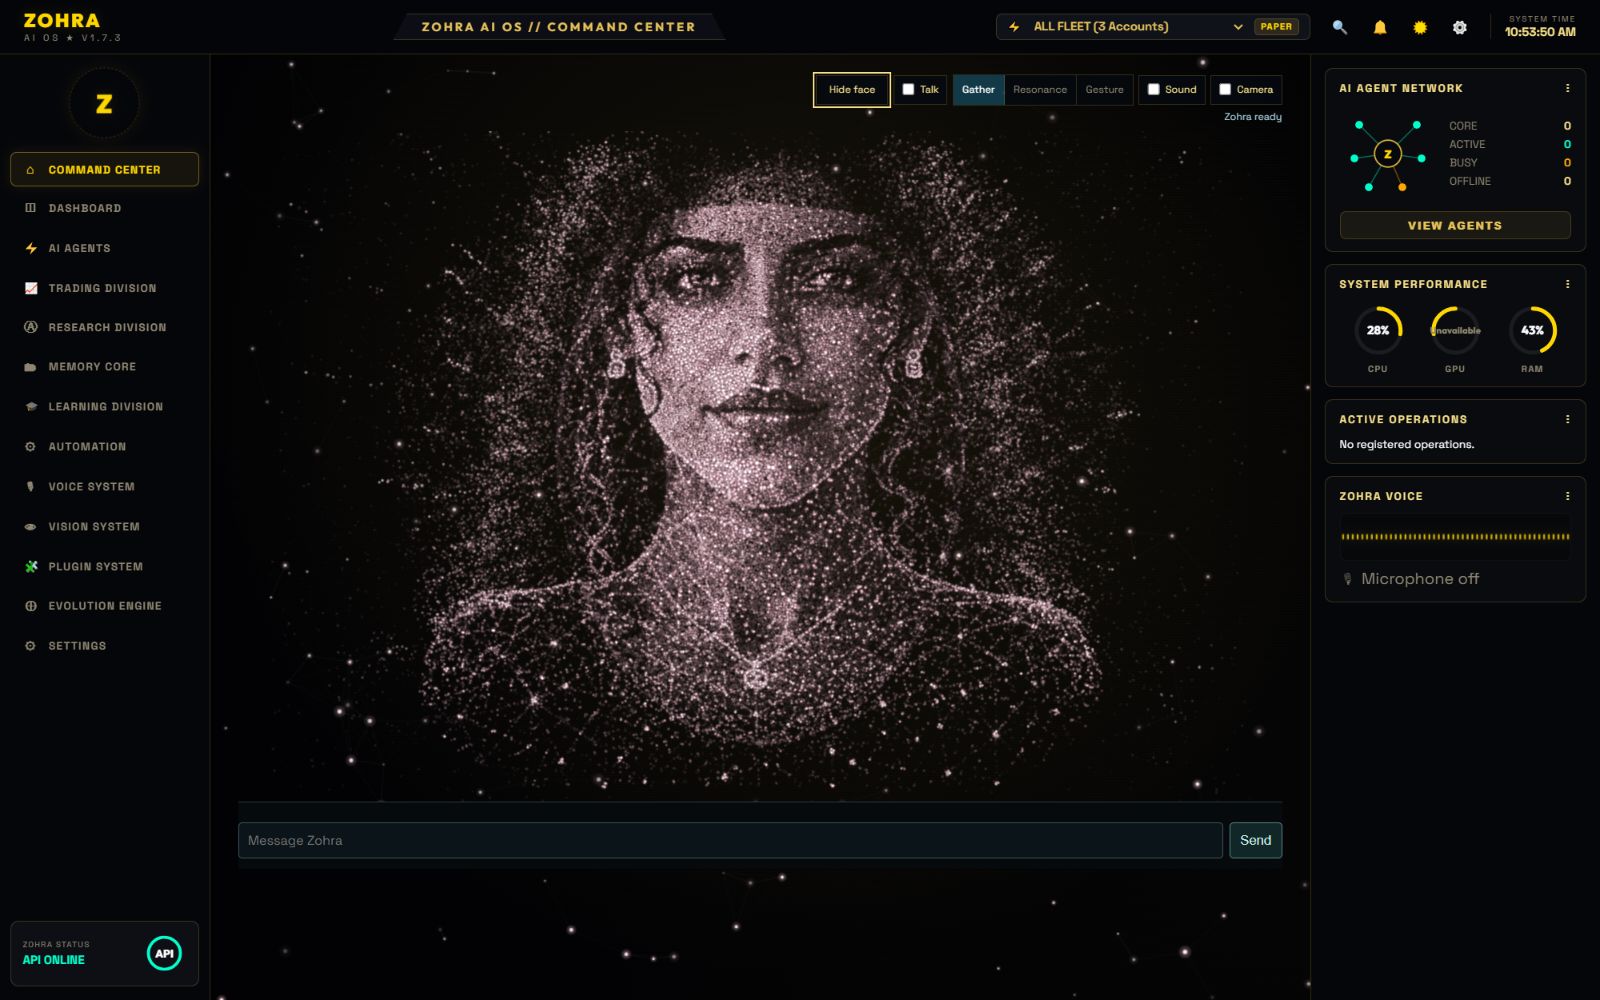 ZOHRA
AI OS ★ V1.7.3
ZOHRA AI OS // COMMAND CENTER
ALL FLEET (3 Accounts)
PAPER
SYSTEM TIME
10:53:50 AM
Z
COMMAND CENTER
DASHBOARD
AI AGENTS
TRADING DIVISION
RESEARCH DIVISION
MEMORY CORE
LEARNING DIVISION
AUTOMATION
VOICE SYSTEM
VISION SYSTEM
PLUGIN SYSTEM
EVOLUTION ENGINE
SETTINGS
ZOHRA STATUS
API ONLINE
API
Hide face
Talk
Gather
Resonance
Gesture
Sound
Camera
Zohra ready
Message Zohra
Send
AI AGENT NETWORK
Z
CORE 0
ACTIVE 0
BUSY 0
OFFLINE 0
VIEW AGENTS
SYSTEM PERFORMANCE
28% Unavailable 43%
CPU GPU RAM
ACTIVE OPERATIONS
No registered operations.
ZOHRA VOICE
Microphone off